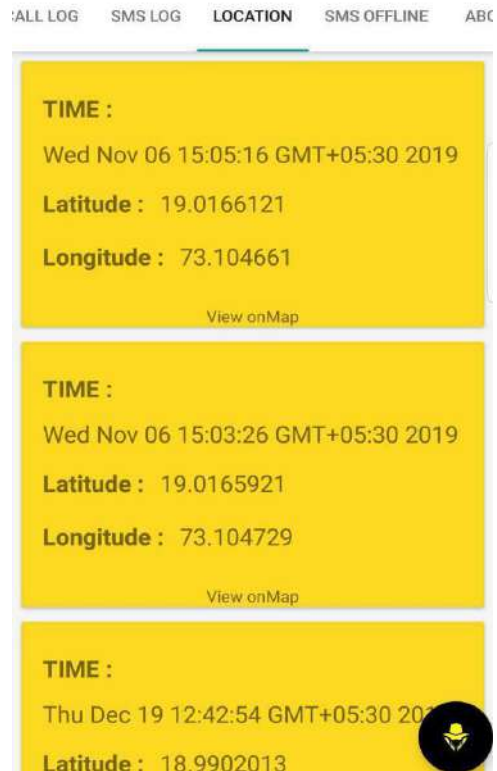 ALL LOG SMS LOG LOCATION SMS OFFLINE
TIME :
Wed Nov 06 15:05:16 GMT+05:30 2019
Latitude : 19.0166121
Longitude : 73.104661
View onMap
TIME :
Wed Nov 06 15:03:26 GMT+05:30 2019
Latitude : 19.0165921
Longitude : 73.104729
View onMap
TIME :
Thu Dec 19 12:42:54 GMT+05:30
Latitude : 18.9902013